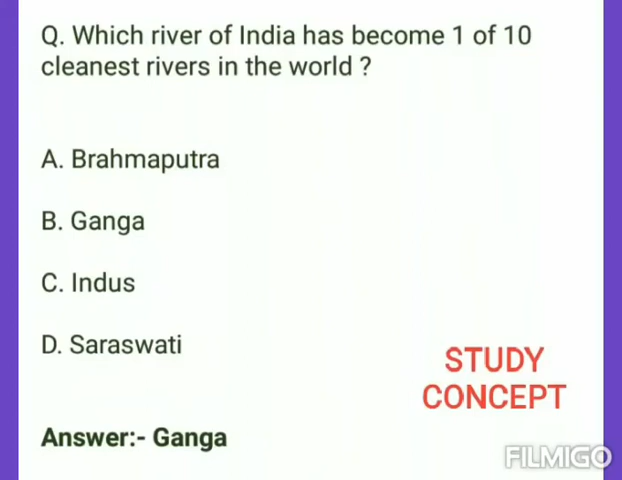 Q. Which river of India has become 1 of 10
cleanest rivers in the world ?
A. Brahmaputra
B. Ganga
C. Indus
D. Saraswati
STUDY
CONCEPT
Answer:- Ganga
FILMIGO